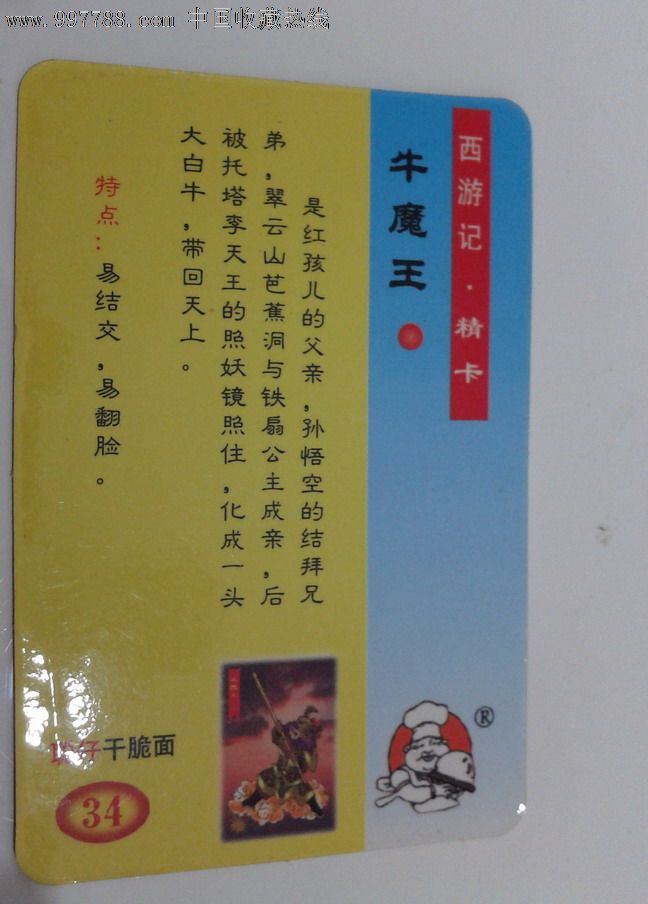 www.997788.com 中国收藏热线
西游记·精卡
牛魔王
是红孩儿的父亲,孙悟空的结拜兄
弟,翠云山芭蕉洞与铁扇公主成亲,后
被托塔李天王的照妖镜照住,化成一头
大白牛,带回天上。
特点:易结交,易翻脸。
®
仔干脆面
34